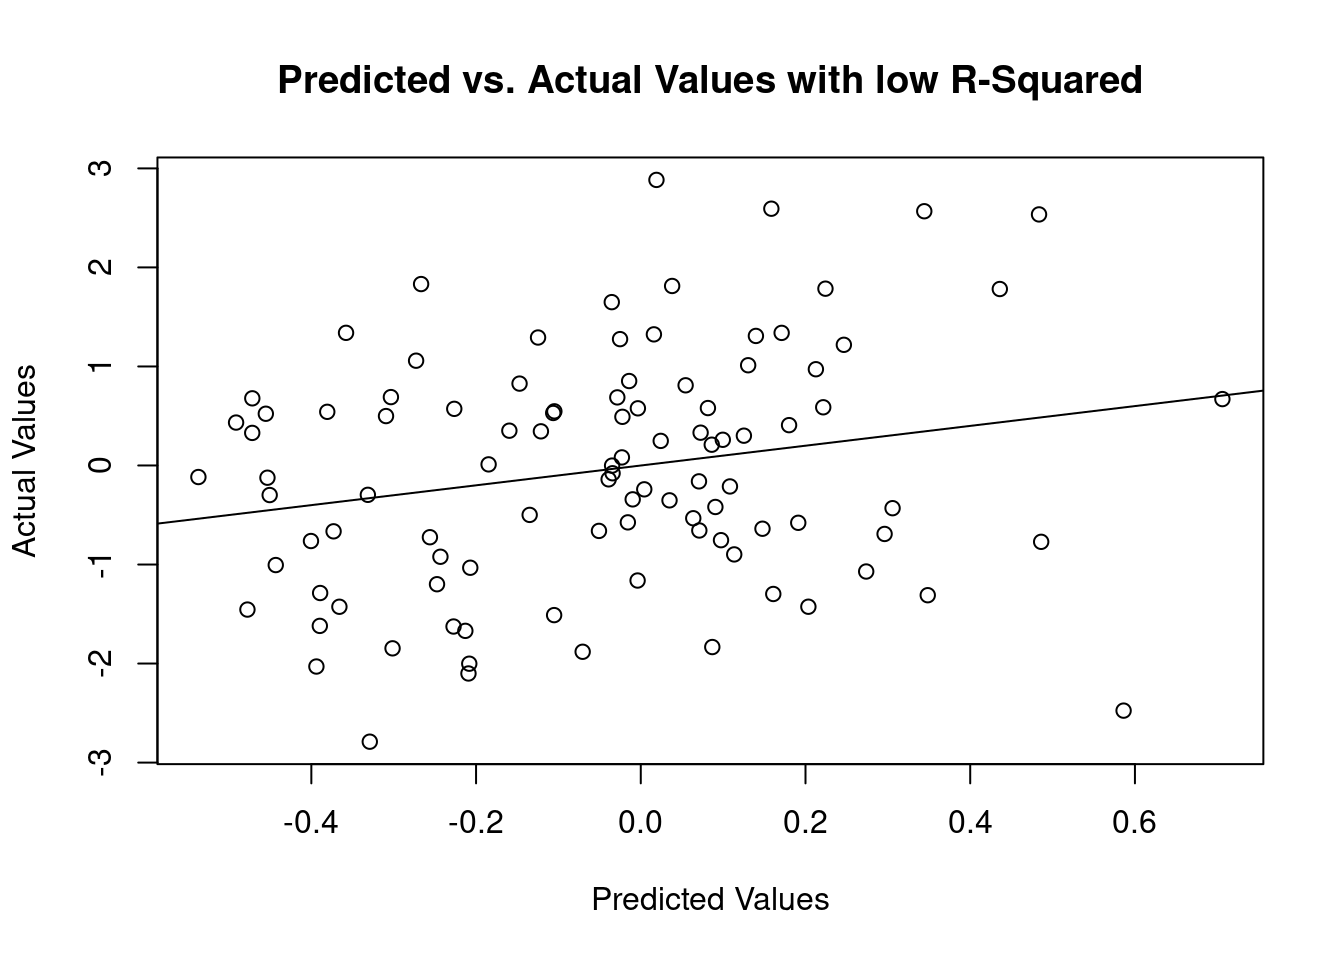 Predicted vs. Actual Values with low R-Squared
Actual Values
3
2
1
0
-1
-2
-3
-0.4 -0.2 0.0 0.2 0.4 0.6
Predicted Values